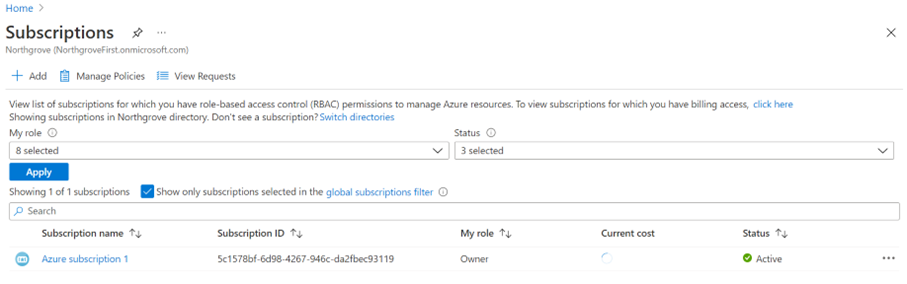 Home >
Subscriptions ...
Northgrove (NorthgroveFirst.onmicrosoft.com)
+ Add Manage Policies View Requests
View list of subscriptions for which you have role-based access control (RBAC) permissions to manage Azure resources. To view subscriptions for which you have billing access, click here
Showing subscriptions in Northgrove directory. Don't see a subscription? Switch directories
My role Status
8 selected 3 selected
Apply
Showing 1 of 1 subscriptions Show only subscriptions selected in the global subscriptions filter
Search
Subscription name ↑↓ Subscription ID ↑↓ My role ↑↓ Current cost Status ↑↓
Azure subscription 1 5c1578bf-6d98-4267-946c-da2fbec93119 Owner Active ...